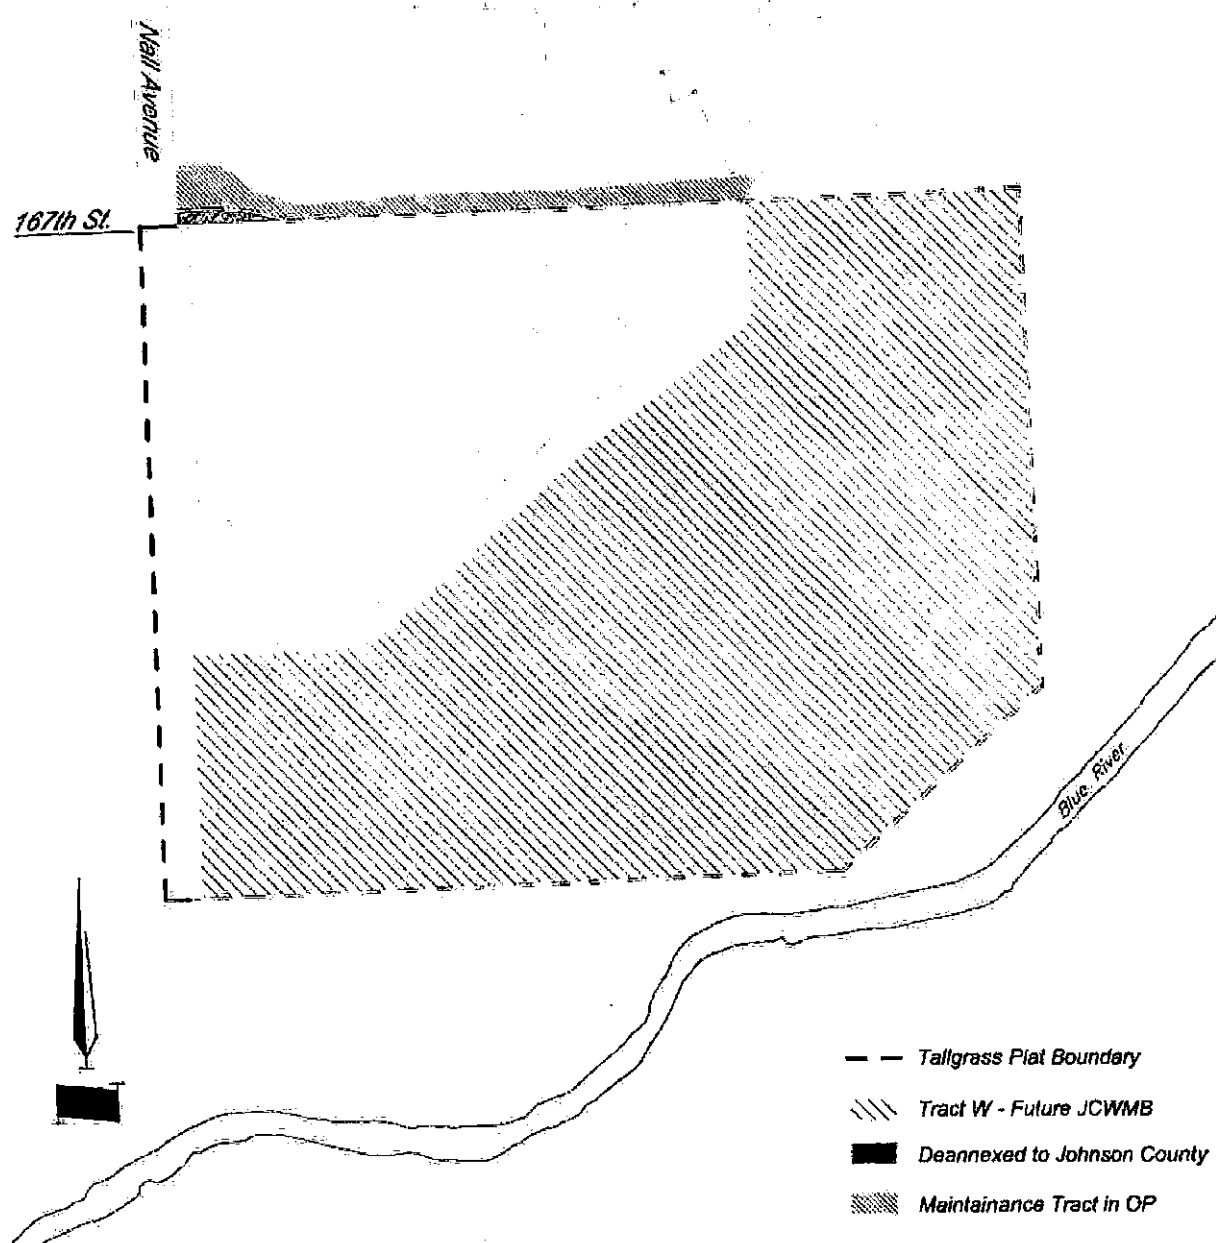 Nall Avenue
167th St.
Blue River
Tallgrass Plat Boundary
Tract W - Future JCWMB
Deannexed to Johnson County
Maintainance Tract in OP